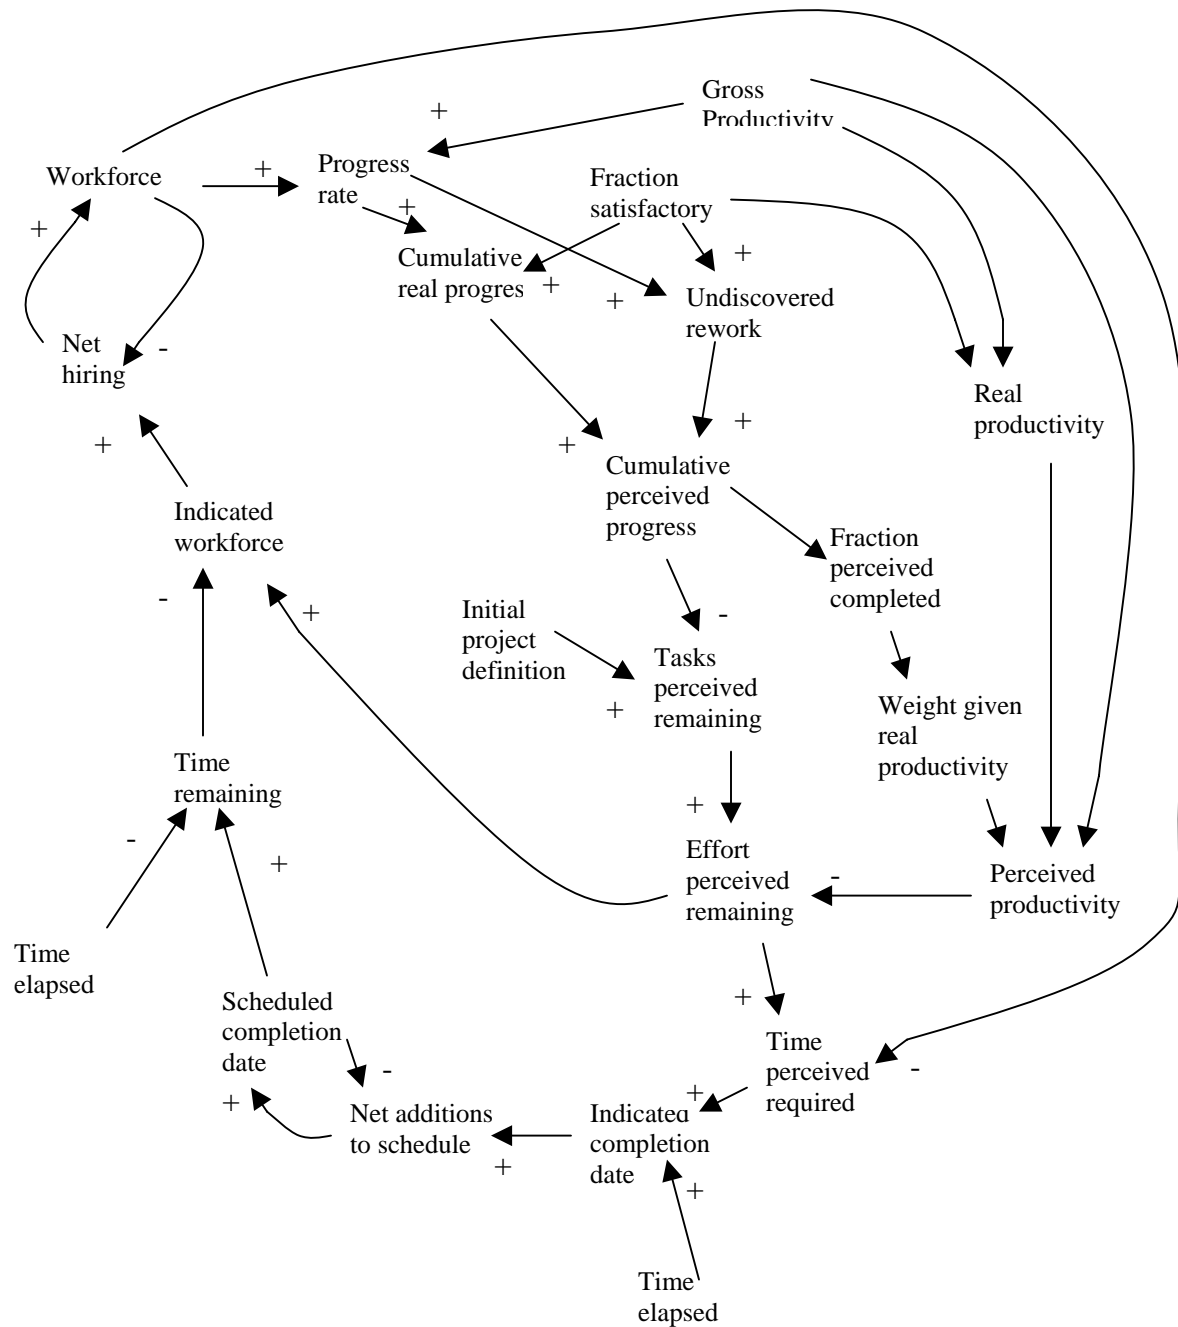 Gross
Productivity
+
Workforce
+
Progress
rate
Fraction
satisfactory
+
+
Cumulative
real progres
+
+
+
Undiscovered
rework
Net
hiring
-
Real
productivity
+
+
+
Cumulative
perceived
progress
Indicated
workforce
Fraction
perceived
completed
-
+
Initial
project
definition
-
Tasks
perceived
remaining
+
Weight given
real
productivity
Time
remaining
-
+
+
Effort
perceived
remaining
-
Perceived
productivity
Time
elapsed
Scheduled
completion
date
+
Time
perceived
required
-
-
+
+
Net additions
to schedule
+
Indicated
completion
date
+
Time
elapsed